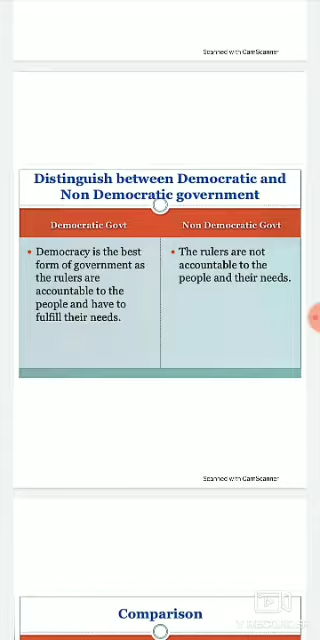 Scanned with CamScanner
Distinguish between Democratic and
Non Democratic government
Democratic Govt
Non Democratic Govt
• Democracy is the best
form of government as
the rulers are
accountable to the
people and have to
fulfill their needs.
• The rulers are not
accountable to the
people and their needs.
Scanned with CamScanner
Comparison